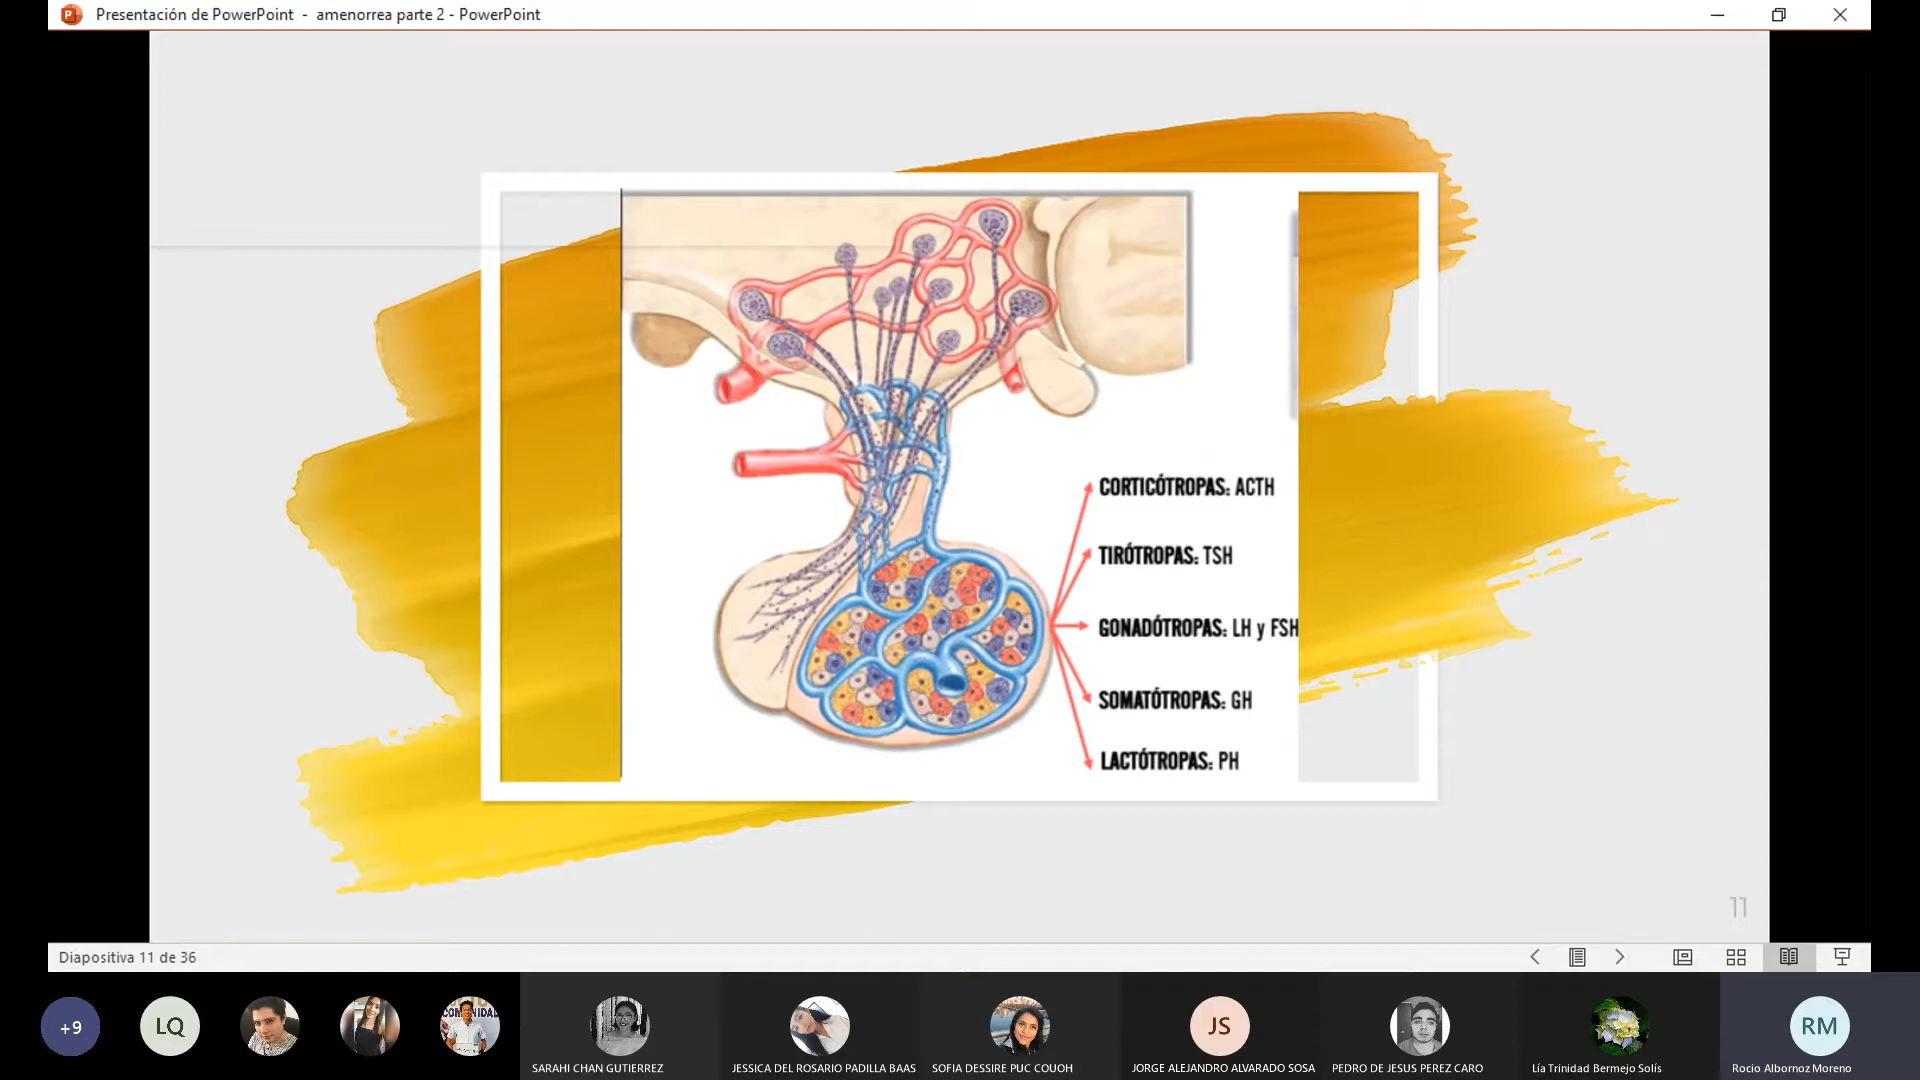 Presentación de PowerPoint - amenorrea parte 2 - PowerPoint
CORTICÓTROPAS: ACTH
TIRÓTROPAS: TSH
GONADÓTROPAS: LH y FSH
SOMATÓTROPAS: GH
LACTÓTROPAS: PH
11
Diapositiva 11 de 36
+9
LQ
COMUNIDAD
JS
RM
SARAHI CHAN GUTIERREZ
JESSICA DEL ROSARIO PADILLA BAAS
SOFIA DESSIRE PUC COUOH
JORGE ALEJANDRO ALVARADO SOSA
PEDRO DE JESUS PEREZ CARO
Lía Trinidad Bermejo Solís
Rocio Albornoz Moreno